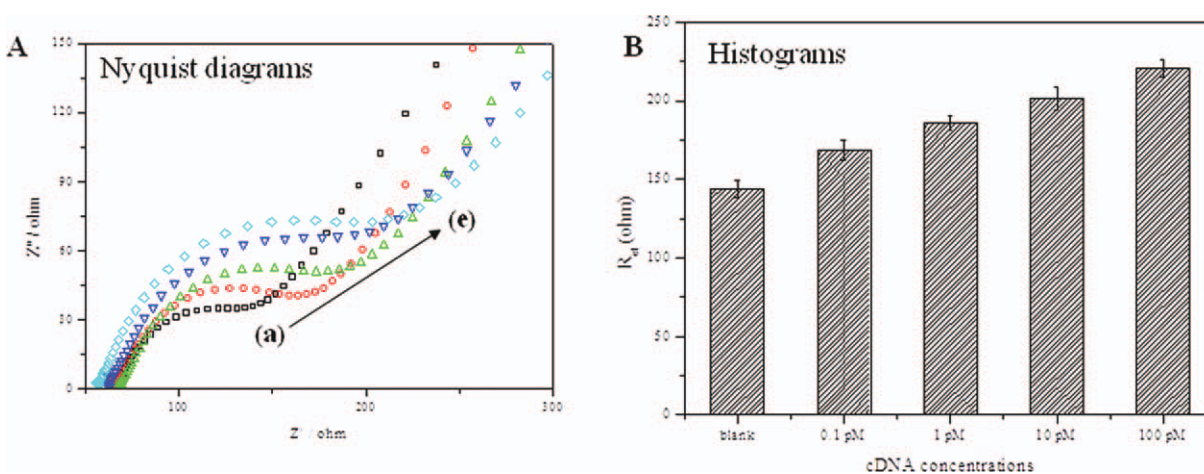 A
Nyquist diagrams
150
120
90
60
30
0
Z'' / ohm
(e)
(a)
100
200
300
Z' / ohm
B
Histograms
250
200
150
100
50
0
R_ct (ohm)
blank
0.1 pM
1 pM
10 pM
100 pM
cDNA concentrations